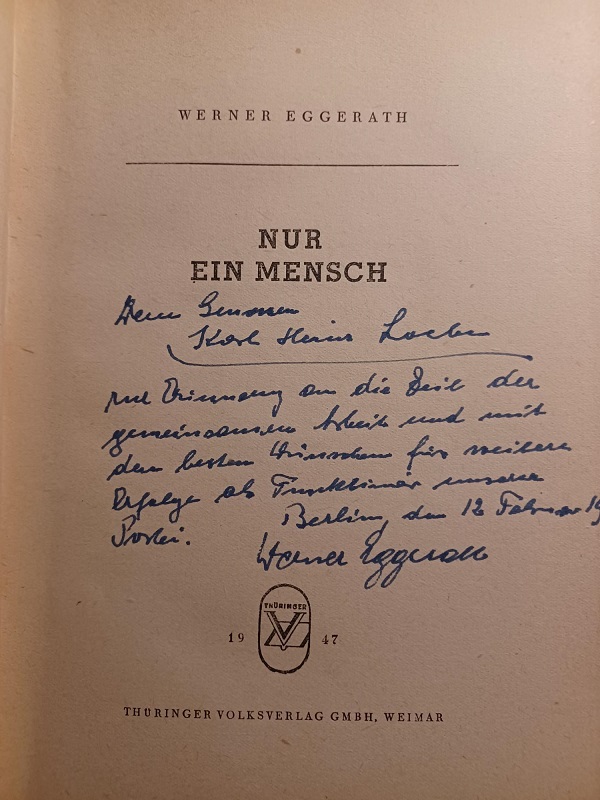 WERNER EGGERATH
NUR
EIN MENSCH
Dem Genossen
Karl Heinz
zur Erinnerung an die Zeit der
gemeinsamen Arbeit und mit
den besten Wünschen für weitere
Erfolge als Funktionär unserer
Partei.
Berlin, den 12 Februar 19
Werner Eggerath
THÜRINGER
19 47
THÜRINGER VOLKSVERLAG GMBH, WEIMAR